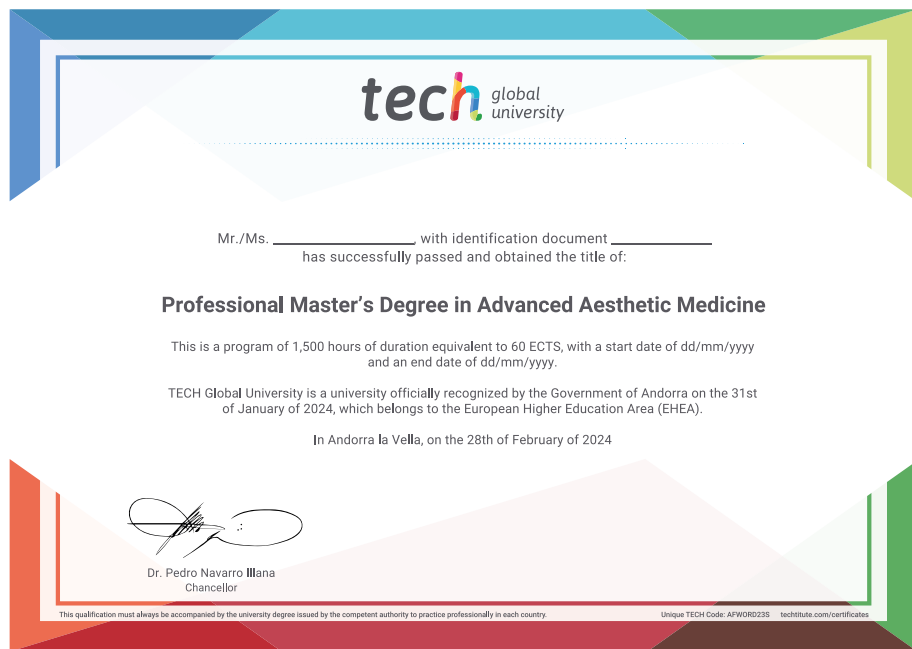 tech global
university
Mr./Ms. ____________, with identification document ____________
has successfully passed and obtained the title of:
Professional Master's Degree in Advanced Aesthetic Medicine
This is a program of 1,500 hours of duration equivalent to 60 ECTS, with a start date of dd/mm/yyyy
and an end date of dd/mm/yyyy.
TECH Global University is a university officially recognized by the Government of Andorra on the 31st
of January of 2024, which belongs to the European Higher Education Area (EHEA).
In Andorra la Vella, on the 28th of February of 2024
Dr. Pedro Navarro Illana
Chancellor
This qualification must always be accompanied by the university degree issued by the competent authority to practice professionally in each country.
Unique TECH Code: AFWORD23S techtitute.com/certificates